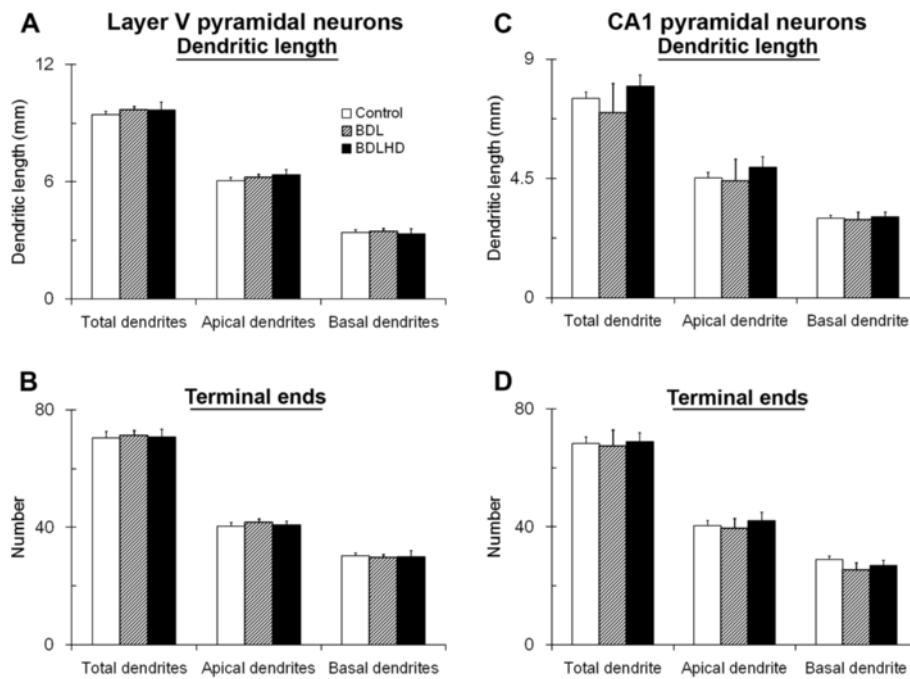 A
Layer V pyramidal neurons
Dendritic length
Dendritic length (mm)
12
6
0
Control
BDL
BDLHD
Total dendrites Apical dendrites Basal dendrites
C
CA1 pyramidal neurons
Dendritic length
Dendritic length (mm)
9
4.5
0
Total dendrite Apical dendrite Basal dendrite
B
Terminal ends
Number
80
40
0
Total dendrites Apical dendrites Basal dendrites
D
Terminal ends
Number
80
40
0
Total dendrite Apical dendrite Basal dendrite